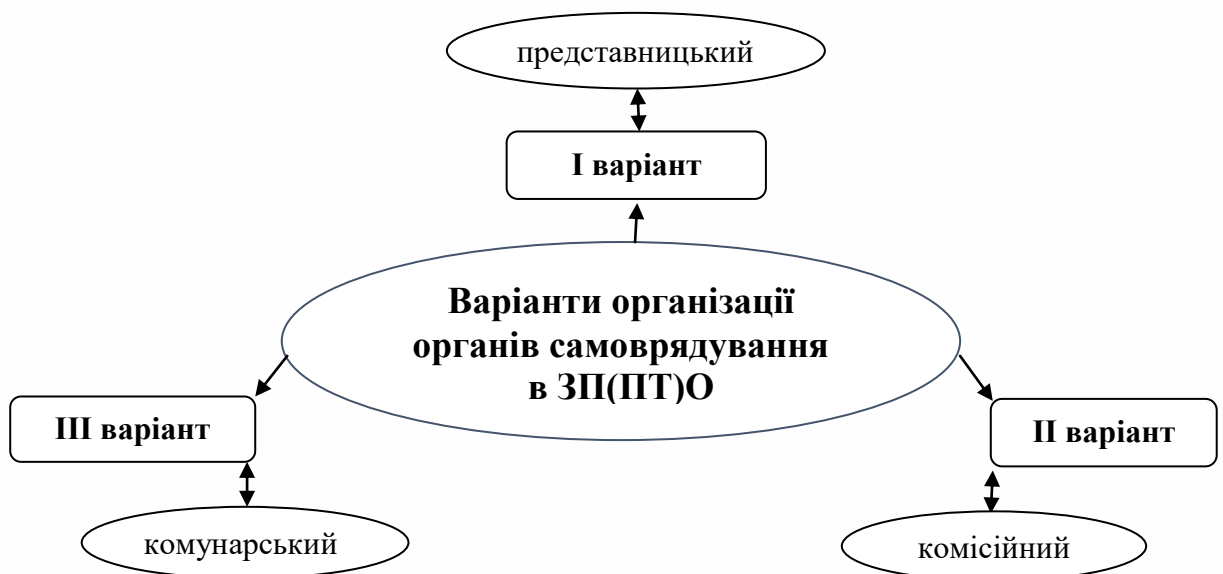 представницький
І варіант
Варіанти організації
органів самоврядування
в ЗП(ПТ)О
ІІІ варіант
ІІ варіант
комунарський
комісійний